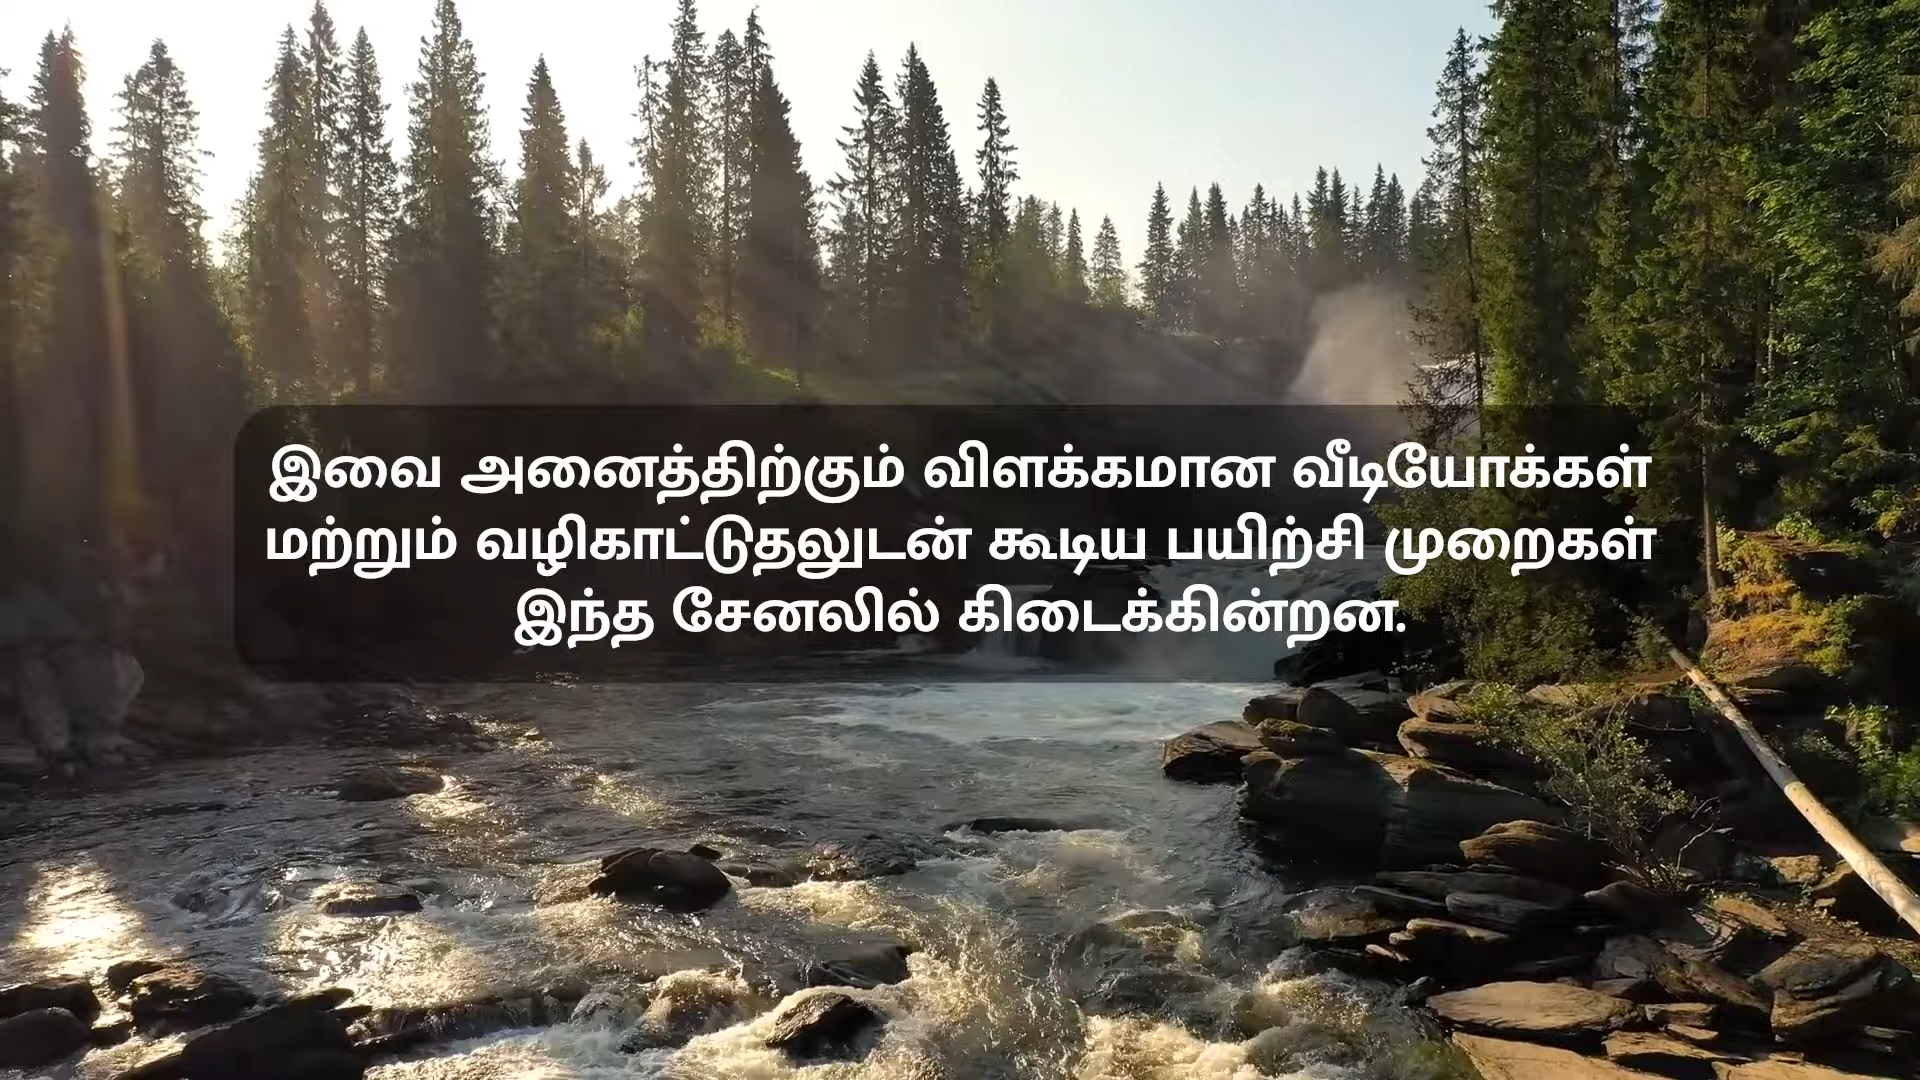 இவை அனைத்திற்கும் விளக்கமான வீடியோக்கள்
மற்றும் வழிகாட்டுதலுடன் கூடிய பயிற்சி முறைகள்
இந்த சேனலில் கிடைக்கின்றன.